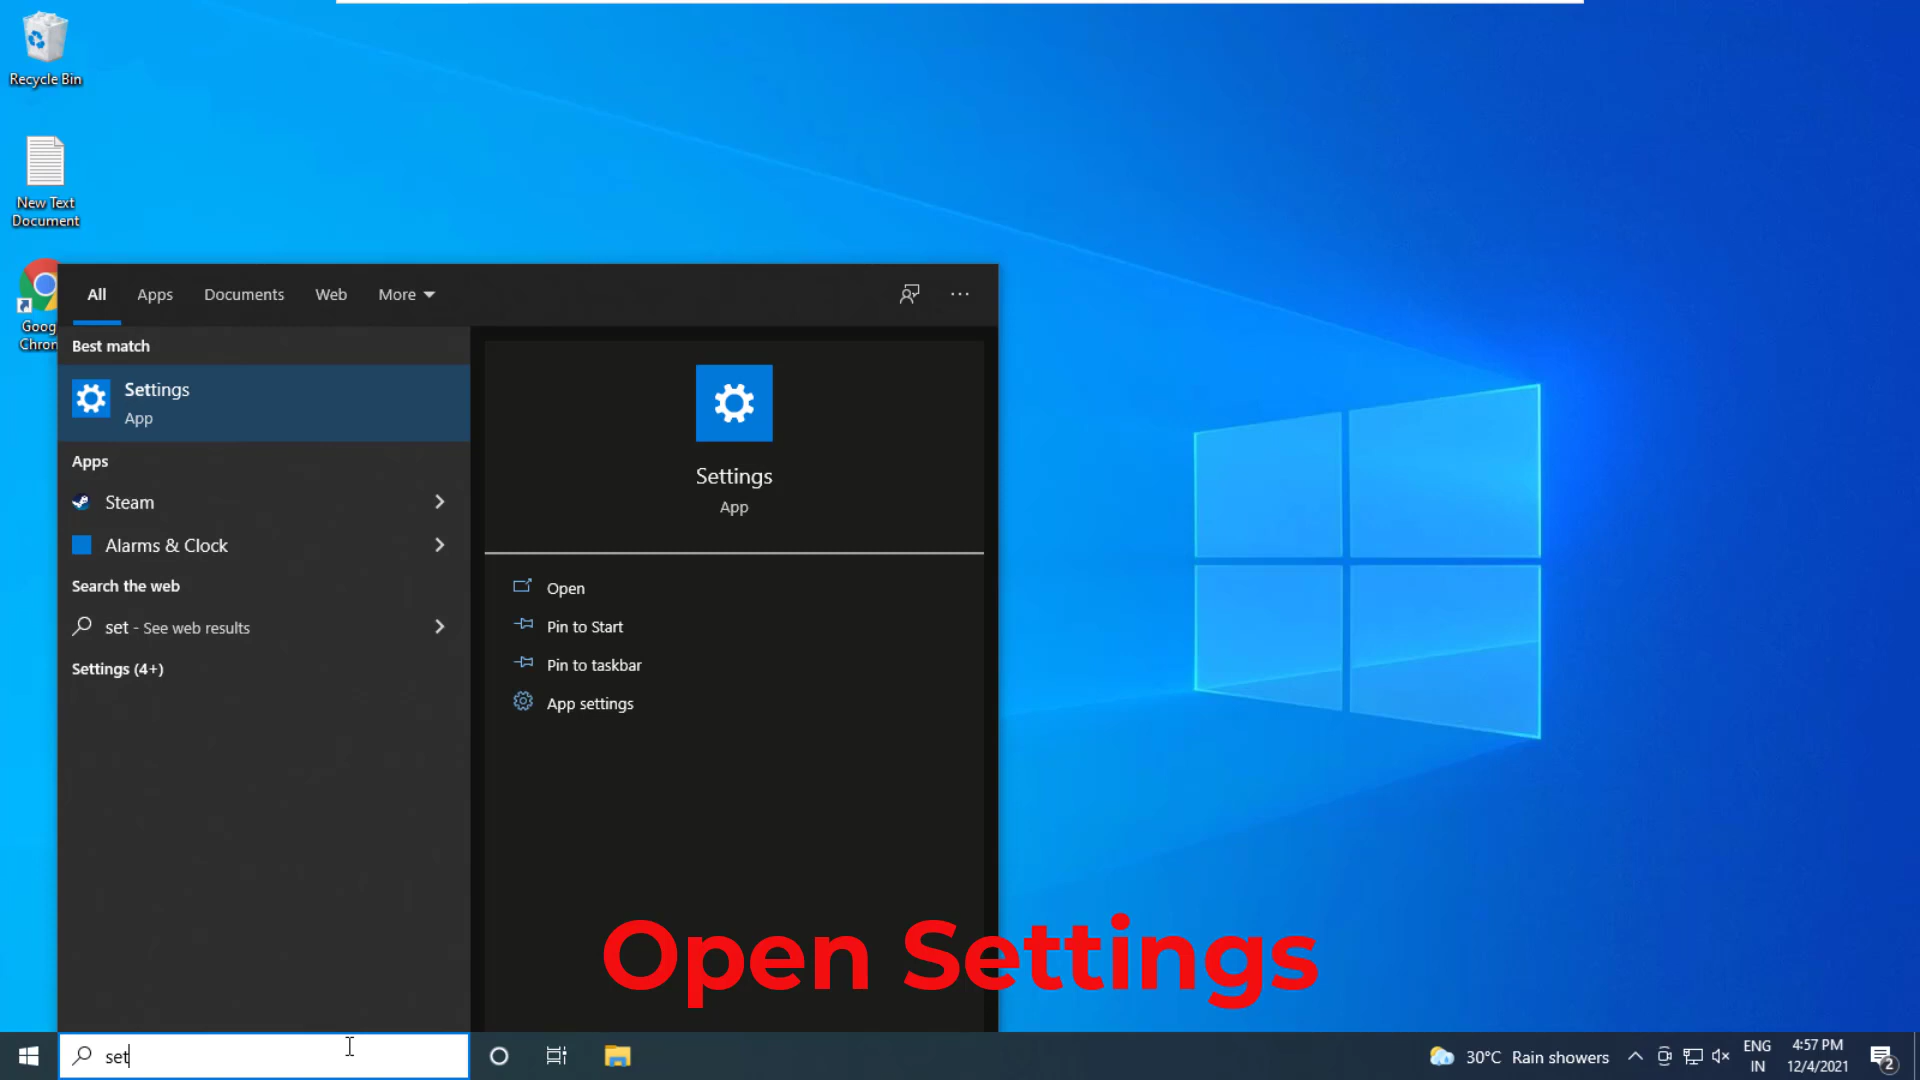 Recycle Bin
New Text
Document
Goog
Chron
All
Apps
Documents
Web
More
Best match
Settings
App
Apps
Steam
Alarms & Clock
Search the web
set - See web results
Settings (4+)
Settings
App
Open
Pin to Start
Pin to taskbar
App settings
Open Settings
set
30°C Rain showers
ENG
IN
4:57 PM
12/4/2021
2